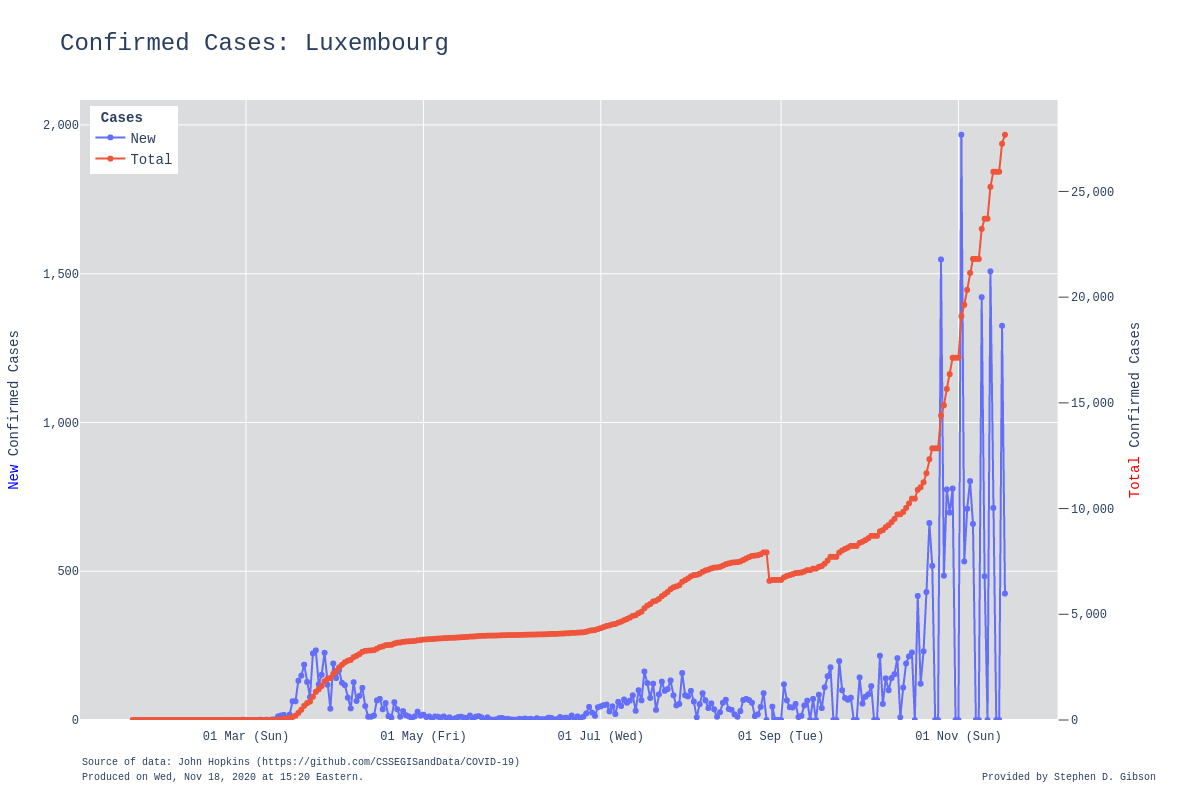 Confirmed Cases: Luxembourg
Cases
New
Total
2,000
1,500
1,000
500
0
New Confirmed Cases
25,000
20,000
15,000
10,000
5,000
0
Total Confirmed Cases
01 Mar (Sun)
01 May (Fri)
01 Jul (Wed)
01 Sep (Tue)
01 Nov (Sun)
Source of data: John Hopkins (https://github.com/CSSEGISandData/COVID-19)
Produced on Wed, Nov 18, 2020 at 15:20 Eastern.
Provided by Stephen D. Gibson